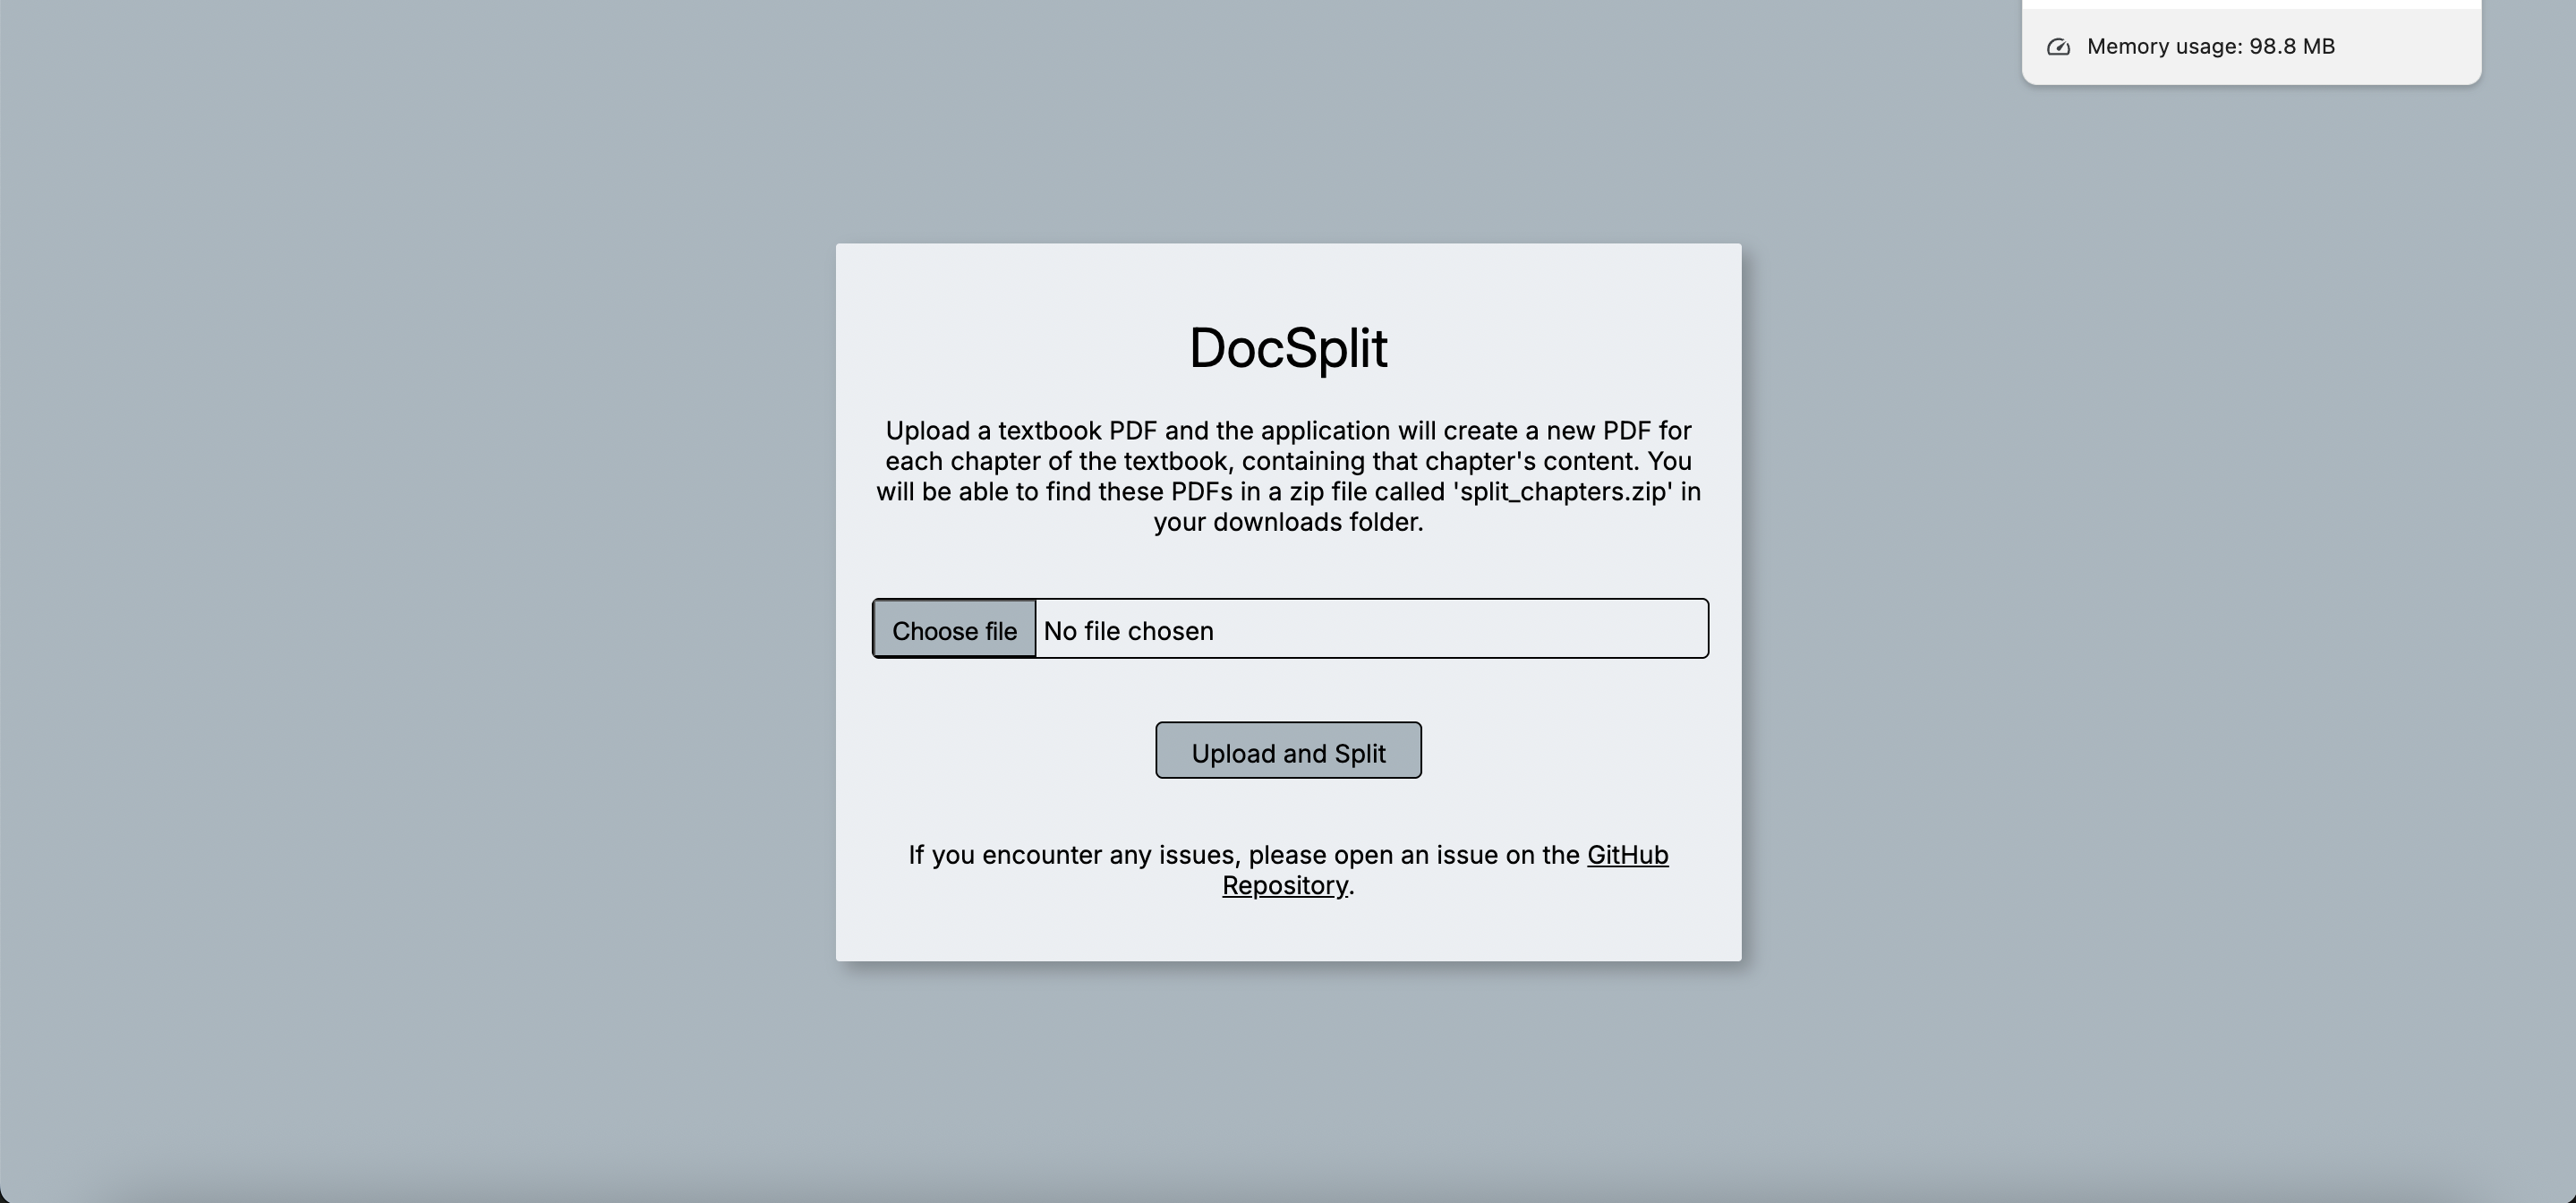 Memory usage: 98.8 MB
DocSplit
Upload a textbook PDF and the application will create a new PDF for
each chapter of the textbook, containing that chapter's content. You
will be able to find these PDFs in a zip file called 'split_chapters.zip' in
your downloads folder.
Choose file No file chosen
Upload and Split
If you encounter any issues, please open an issue on the GitHub
Repository.